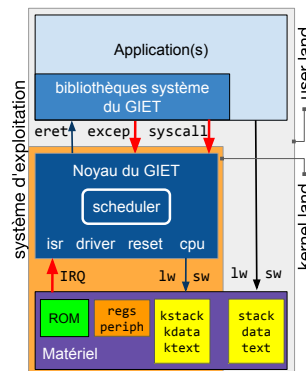 Application(s)
bibliothèques système
du GIET
eret excep syscall
Noyau du GIET
scheduler
isr driver reset cpu
IRQ lw sw lw sw
ROM
regs
periph
kstack
kdata
ktext
stack
data
text
Matériel
système d'exploitation
user land
kernel land